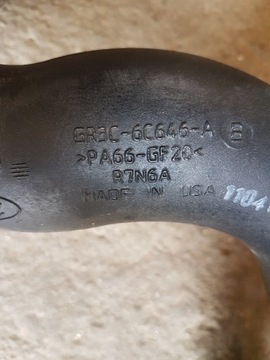 GR3C-6C646-A B
>PA66-GF20<
R7N6A
MADE IN USA